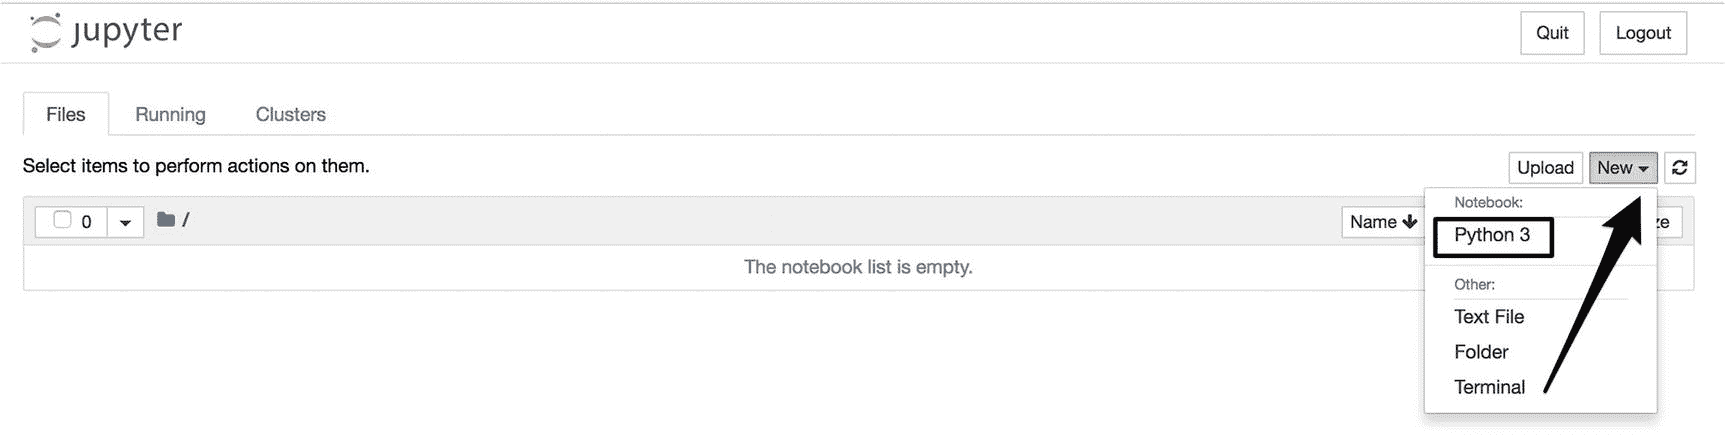 jupyter
Quit
Logout
Files
Running
Clusters
Select items to perform actions on them.
Upload
New
0
/
Name
ze
The notebook list is empty.
Notebook:
Python 3
Other:
Text File
Folder
Terminal